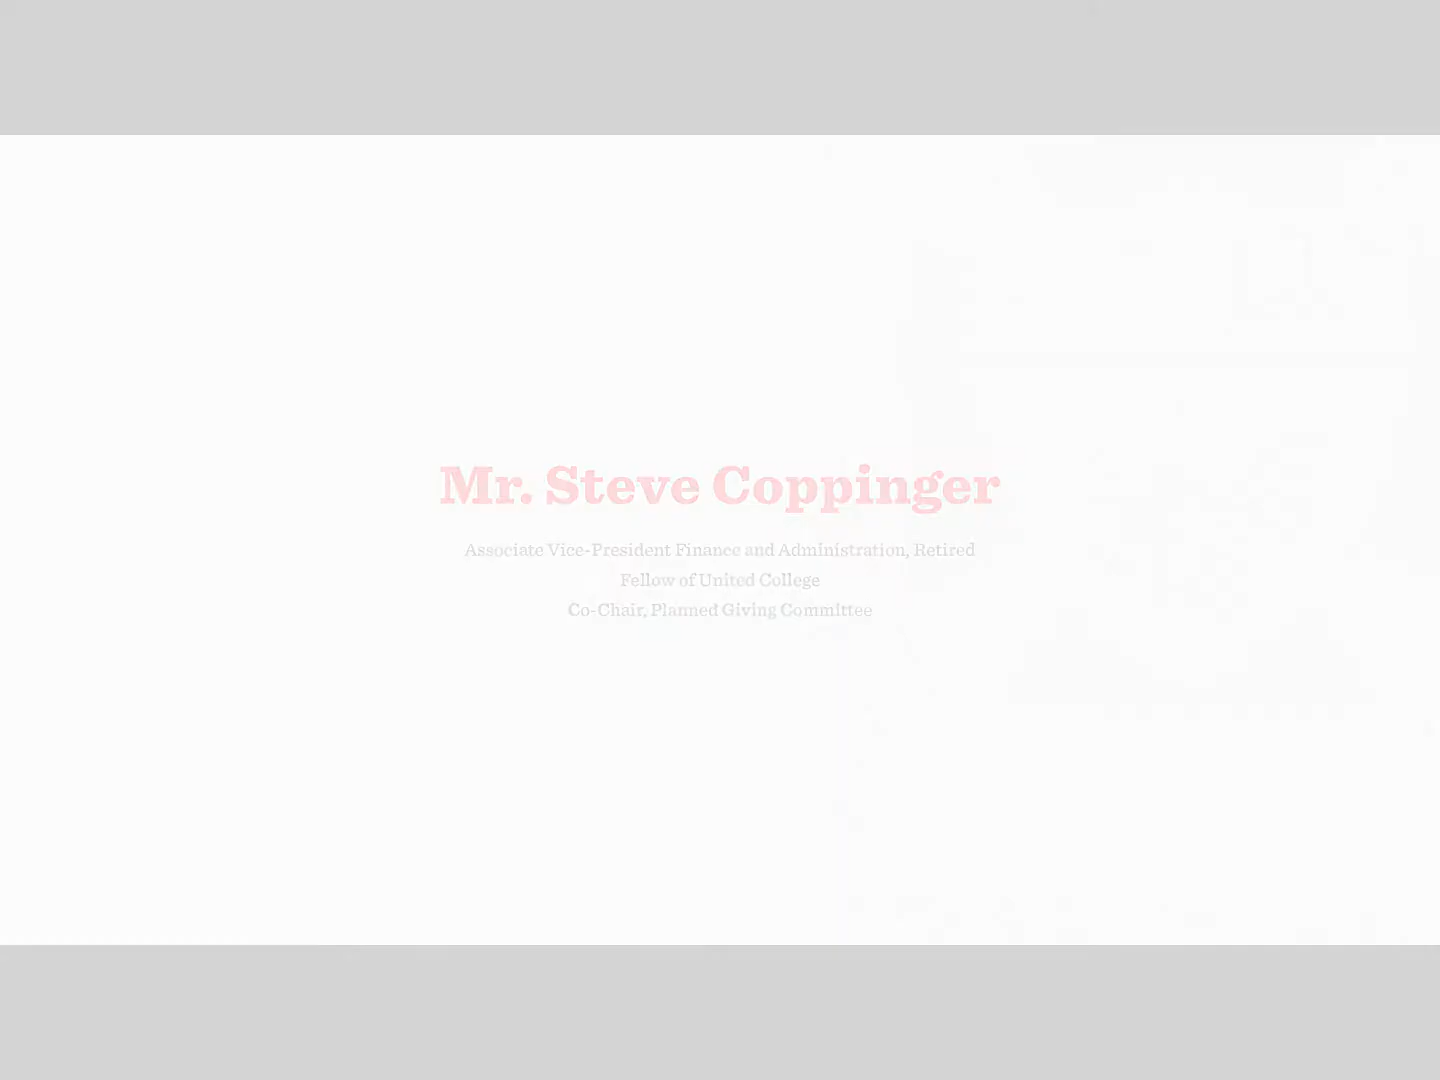 Mr. Steve Coppinger
Associate Vice-President Finance and Administration, Retired
Fellow of United College
Co-Chair, Planned Giving Committee